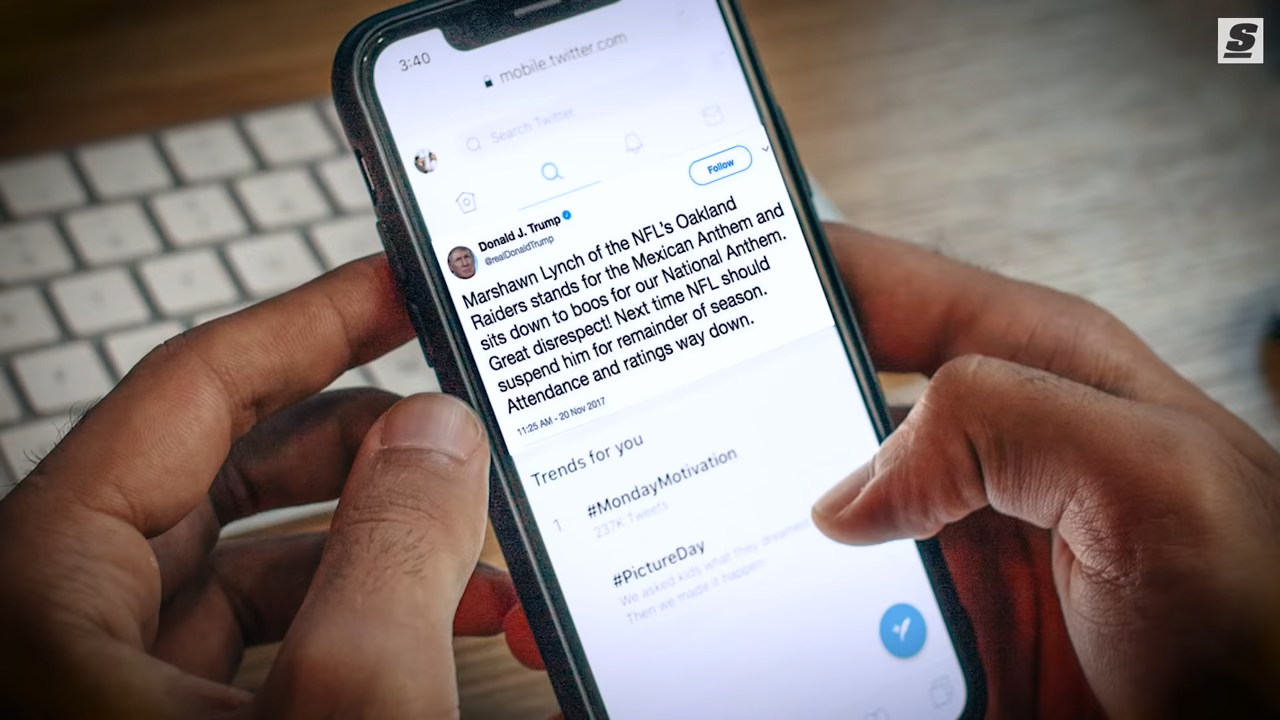 S
3:40
mobile.twitter.com
Search Twitter
Follow
Donald J. Trump
@realDonaldTrump
Marshawn Lynch of the NFL's Oakland
Raiders stands for the Mexican Anthem and
sits down to boos for our National Anthem.
Great disrespect! Next time NFL should
suspend him for remainder of season.
Attendance and ratings way down.
11:25 AM - 20 Nov 2017
Trends for you
1
#MondayMotivation
237K Tweets
#PictureDay
We asked kids what they dreamed
Then we made it happen